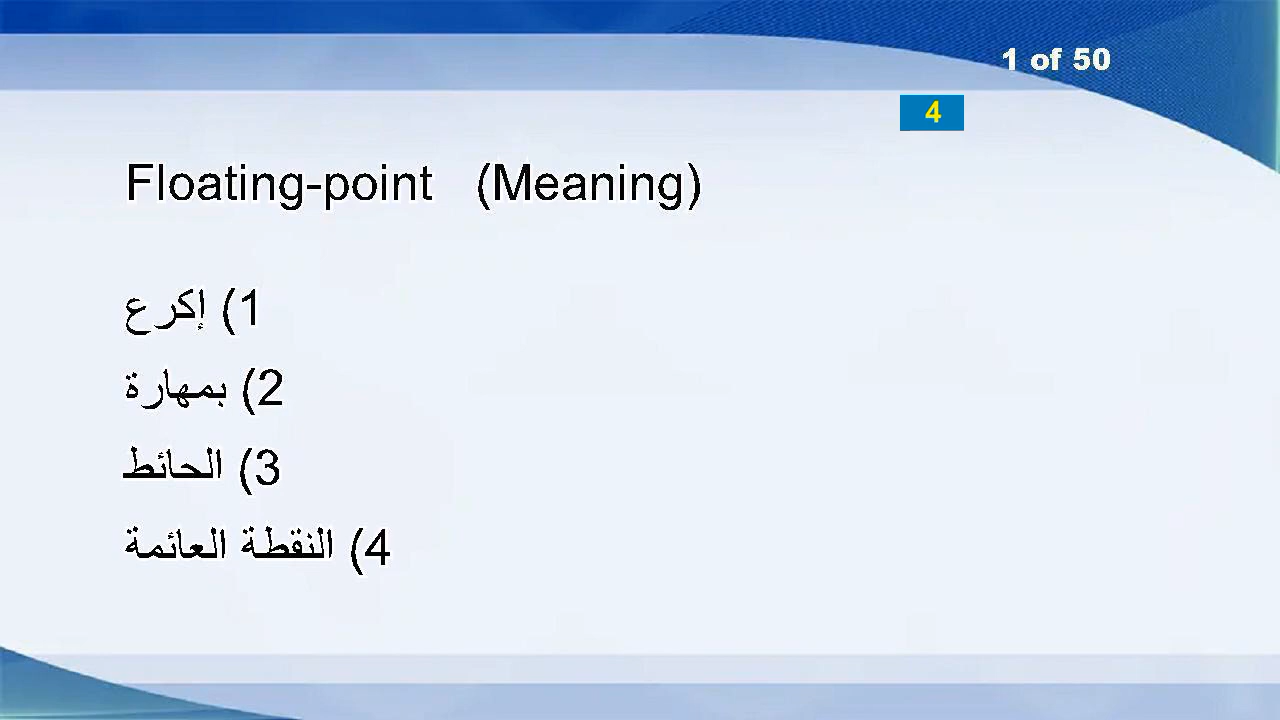 1 of 50
4
Floating-point (Meaning)
1) إكرع
2) بمهارة
3) الحائط
4) النقطة العائمة